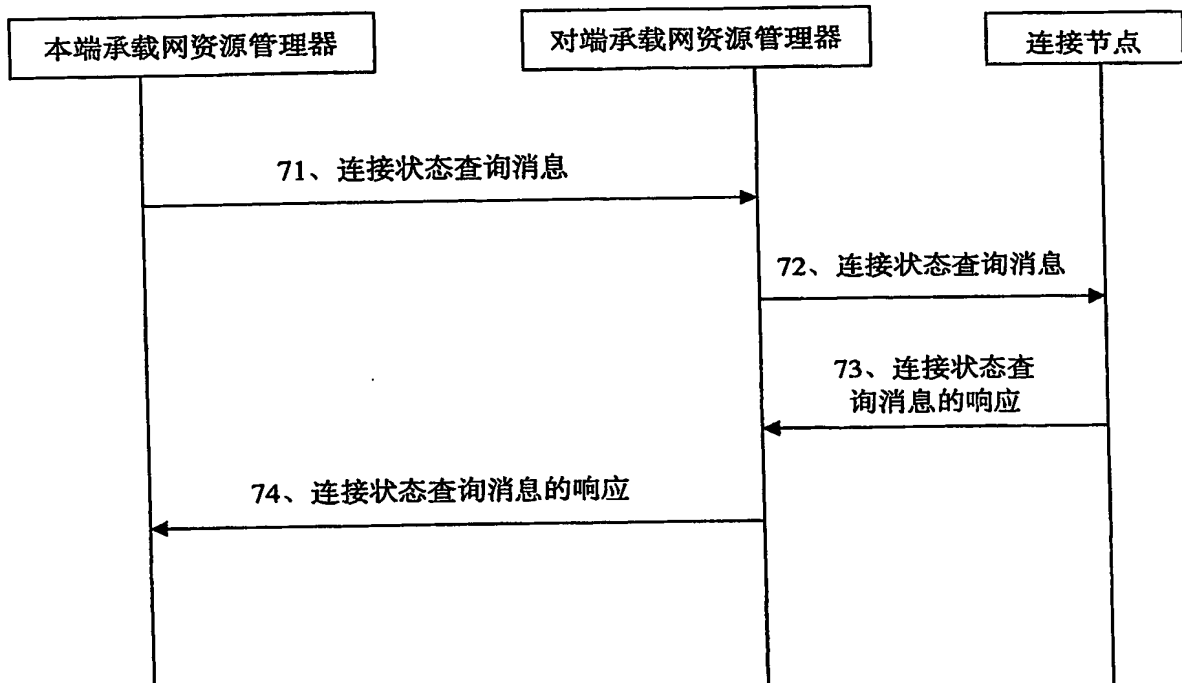 本端承载网资源管理器
对端承载网资源管理器
连接节点
71、连接状态查询消息
72、连接状态查询消息
73、连接状态查
询消息的响应
74、连接状态查询消息的响应